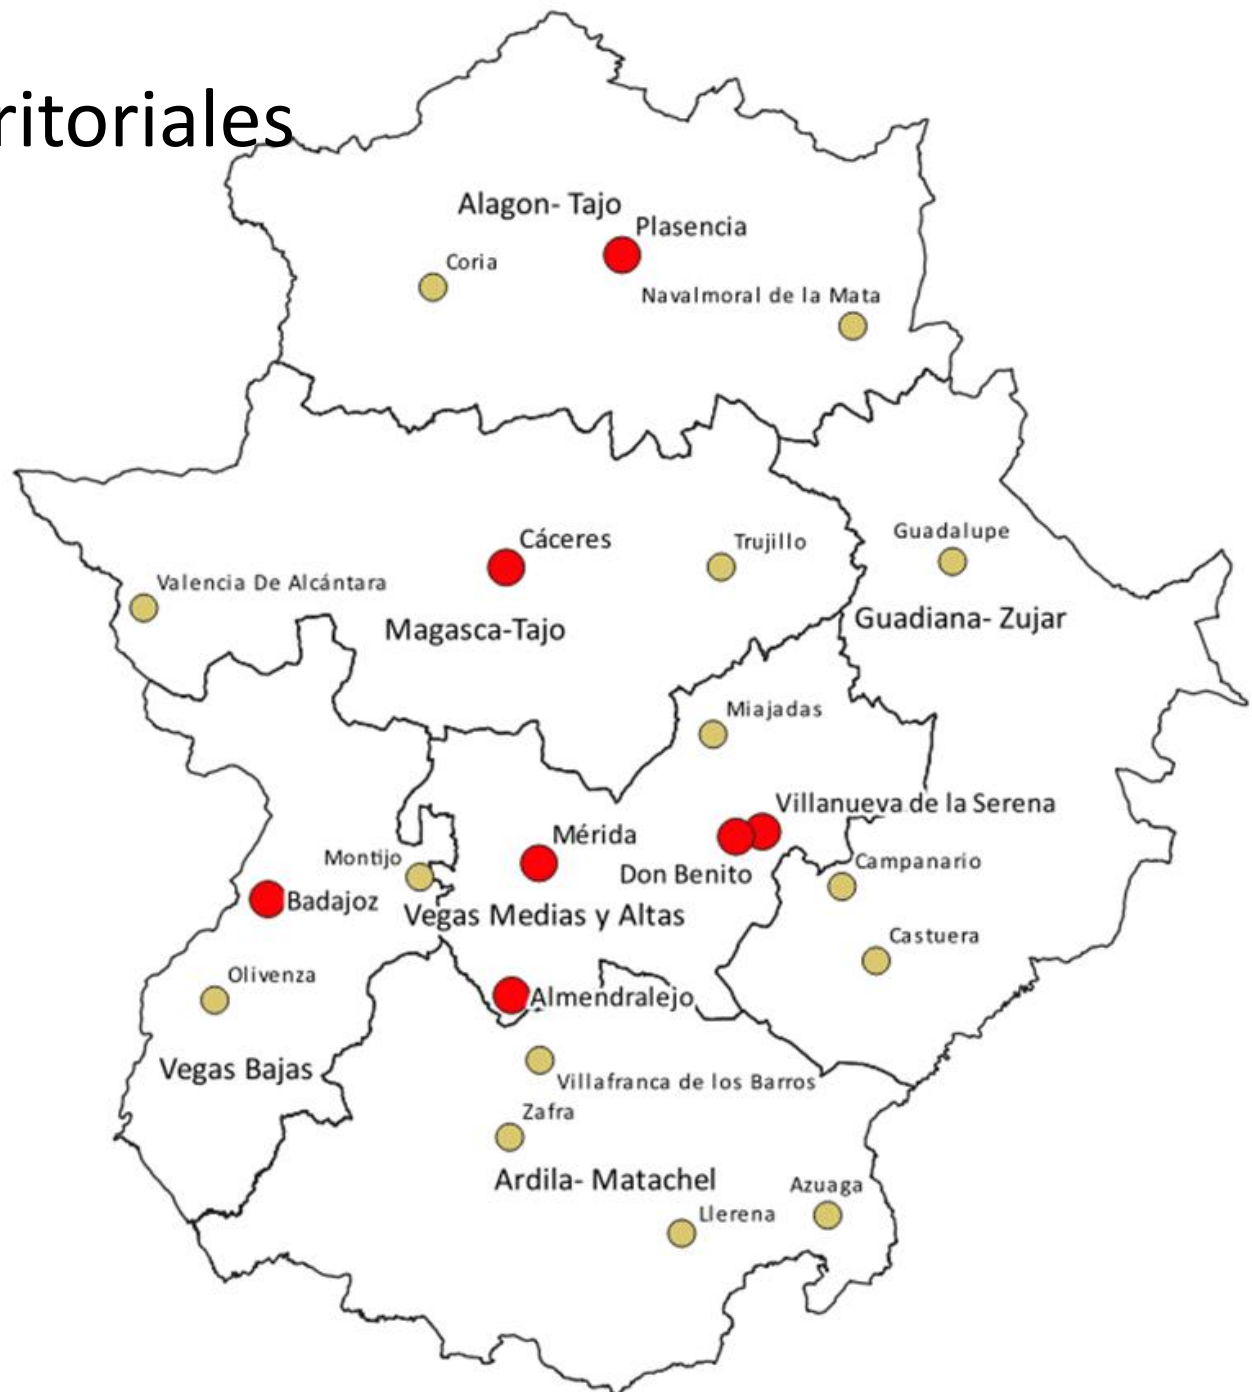 ritoriales
Alagon- Tajo
Plasencia
Coria
Navalmoral de la Mata
Cáceres
Trujillo
Guadalupe
Valencia De Alcántara
Magasca-Tajo
Guadiana- Zujar
Miajadas
Villanueva de la Serena
Mérida
Montijo
Don Benito
Campanario
Badajoz
Vegas Medias y Altas
Castuera
Olivenza
Almendralejo
Vegas Bajas
Villafranca de los Barros
Zafra
Ardila- Matachel
Azuaga
Llerena